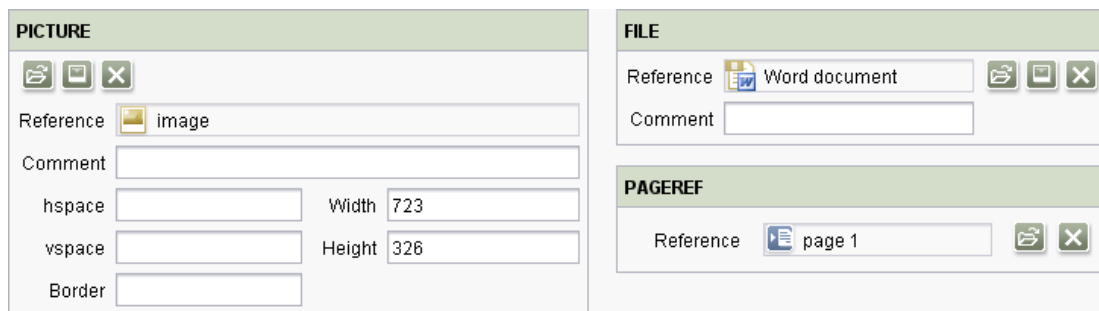 PICTURE
Reference image
Comment
hspace Width 723
vspace Height 326
Border
FILE
Reference Word document
Comment
PAGEREF
Reference page 1